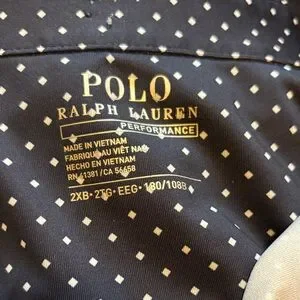 POLO
RALPH LAUREN
PERFORMANCE
MADE IN VIETNAM
FABRIQUÉ AU VIÊT NAM
HECHO EN VIETNAM
RN 41381/CA 56658
2XB•2TG•EEG•180/108B